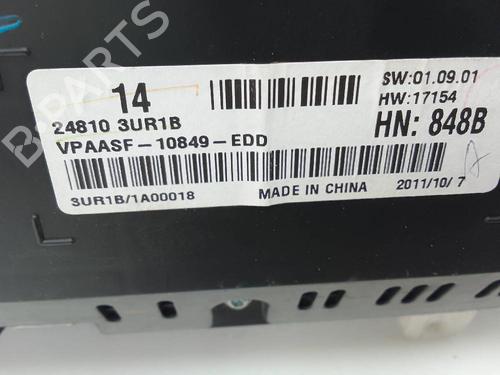 14
SW:01.09.01
HW:17154
24810 3UR1B
HN: 848B
VPAASF-10849-EDD
3UR1B/1A00018
MADE IN CHINA
2011/10/ 7
B-PARTS